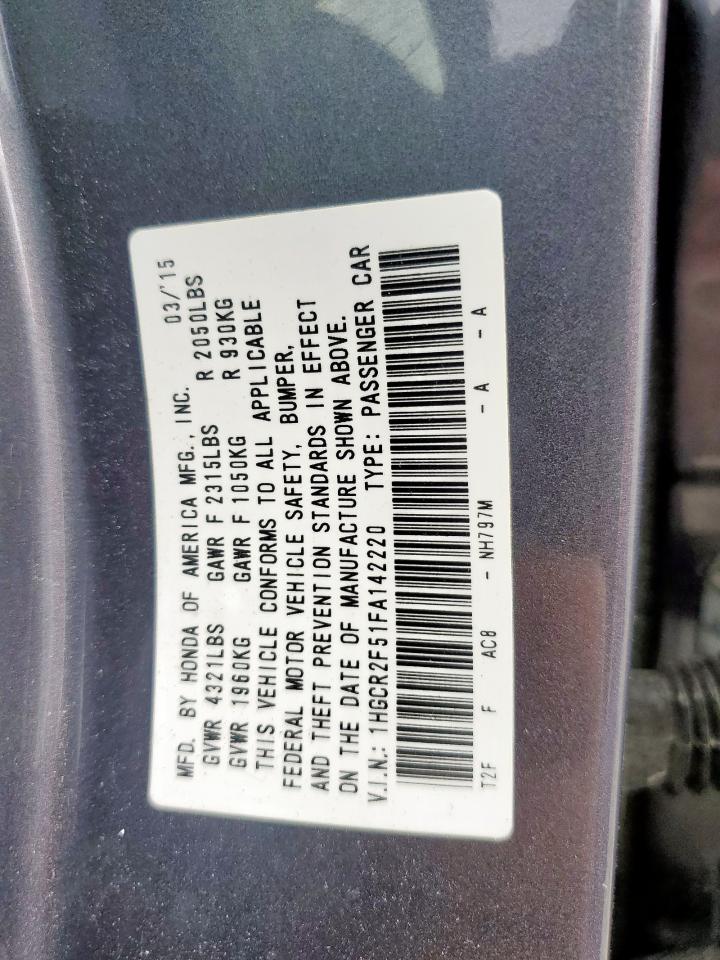 MFD. BY HONDA OF AMERICA MFG., INC. 03/'15
GVWR 4321LBS GAWR F 2315LBS R 2050LBS
GVWR 1960KG GAWR F 1050KG R 930KG
THIS VEHICLE CONFORMS TO ALL APPLICABLE
FEDERAL MOTOR VEHICLE SAFETY, BUMPER,
AND THEFT PREVENTION STANDARDS IN EFFECT
ON THE DATE OF MANUFACTURE SHOWN ABOVE.
V.I.N.: 1HGCR2F51FA142220 TYPE: PASSENGER CAR
T2F F AC8 - NH797M - A - A